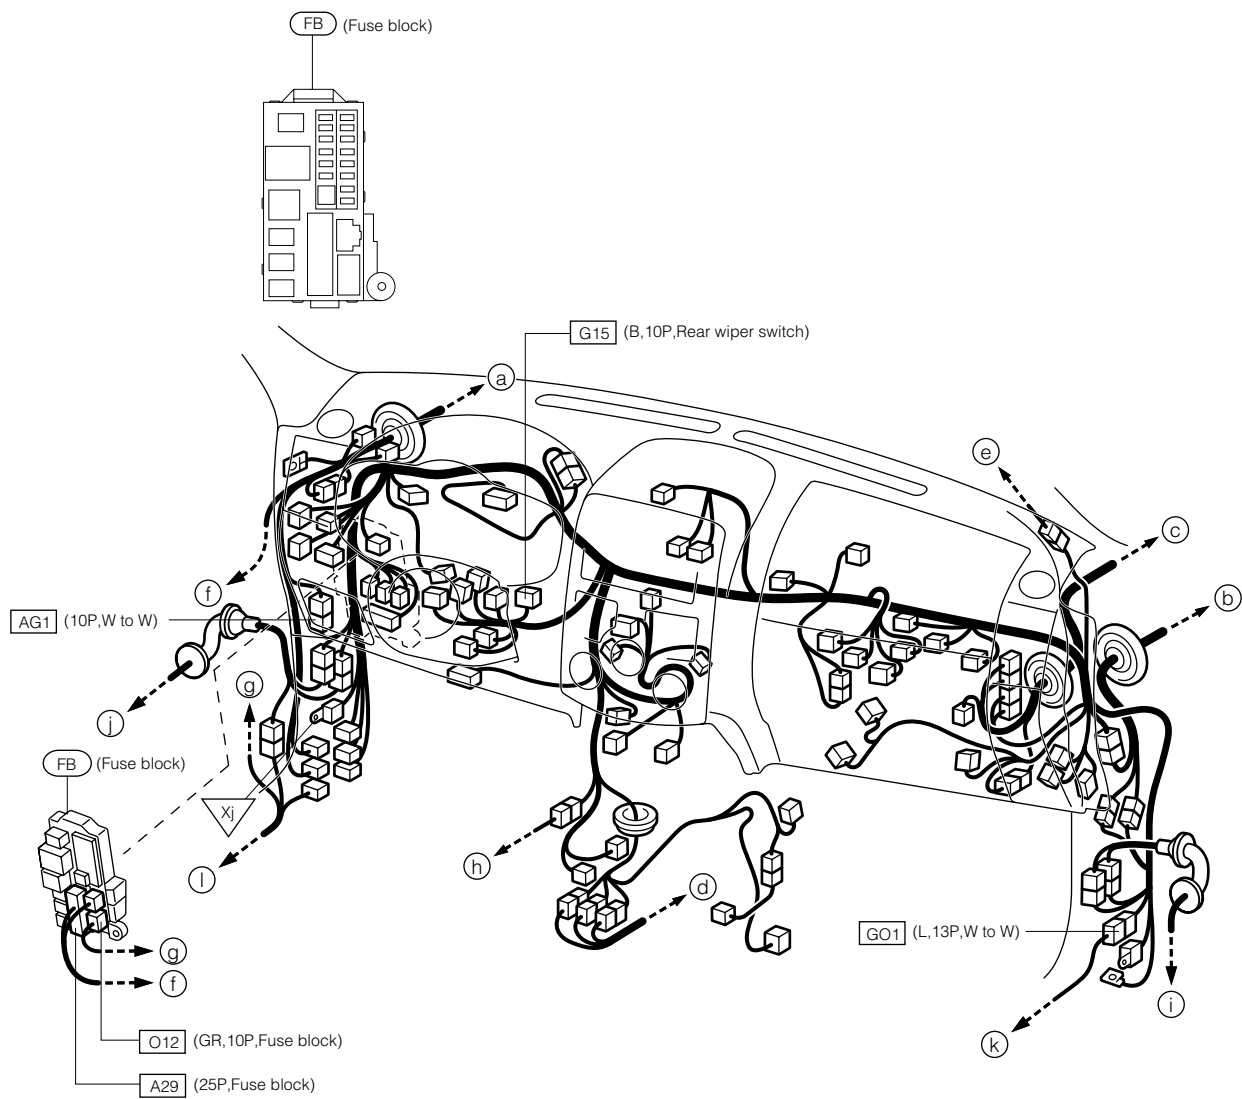 FB (Fuse block)
G15 (B,10P,Rear wiper switch)
a
e
c
f
b
AG1 (10P,W to W)
g
j
FB (Fuse block)
Xj
h
l
d
GO1 (L,13P,W to W)
g
f
i
k
O12 (GR,10P,Fuse block)
A29 (25P,Fuse block)